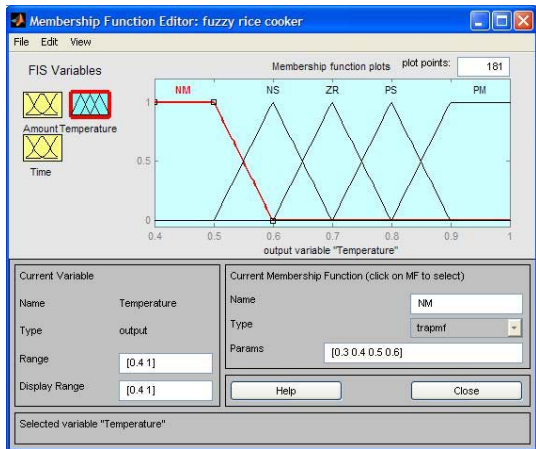 Membership Function Editor: fuzzy rice cooker
File Edit View
FIS Variables
Amount Temperature
Time
Membership function plots plot points: 181
NM NS ZR PS PM
1
0.5
0
0.4 0.5 0.6 0.7 0.8 0.9 1
output variable "Temperature"
Current Variable
Name Temperature
Type output
Range [0.4 1]
Display Range [0.4 1]
Current Membership Function (click on MF to select)
Name NM
Type trapmf
Params [0.3 0.4 0.5 0.6]
Help Close
Selected variable "Temperature"